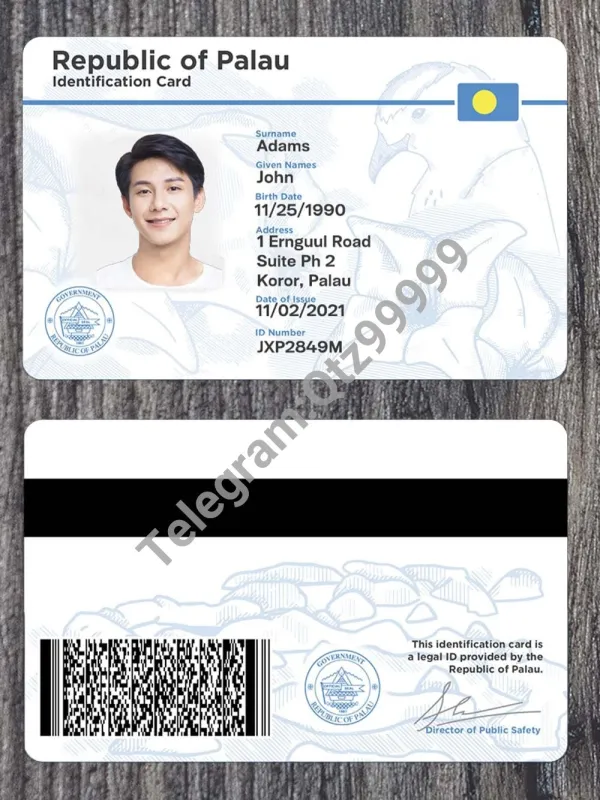 Republic of Palau
Identification Card
Surname
Adams
Given Names
John
Birth Date
11/25/1990
Address
1 Ernguul Road
Suite Ph 2
Koror, Palau
Date of Issue
11/02/2021
ID Number
JXP2849M
GOVERNMENT
REPUBLIC OF PALAU
Telegram:Qtz99999
This identification card is
a legal ID provided by the
Republic of Palau.
GOVERNMENT
REPUBLIC OF PALAU
Director of Public Safety